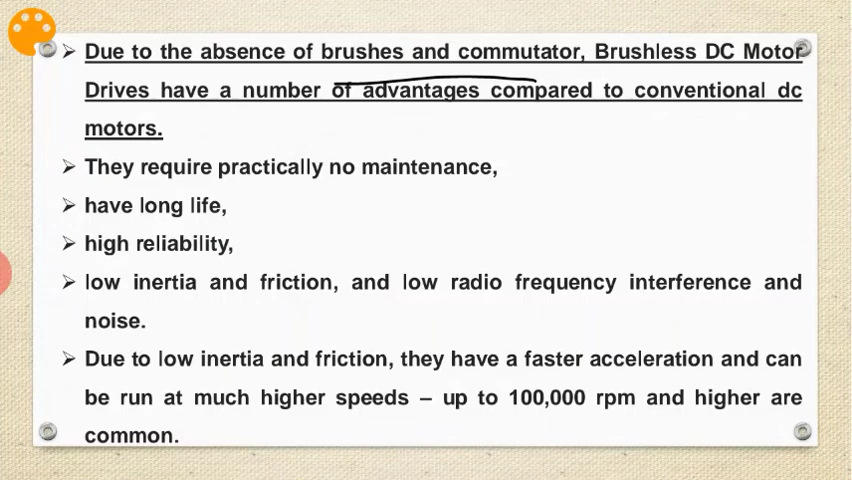 ➢ Due to the absence of brushes and commutator, Brushless DC Motor
Drives have a number of advantages compared to conventional dc
motors.
➢ They require practically no maintenance,
➢ have long life,
➢ high reliability,
➢ low inertia and friction, and low radio frequency interference and
noise.
➢ Due to low inertia and friction, they have a faster acceleration and can
be run at much higher speeds – up to 100,000 rpm and higher are
common.